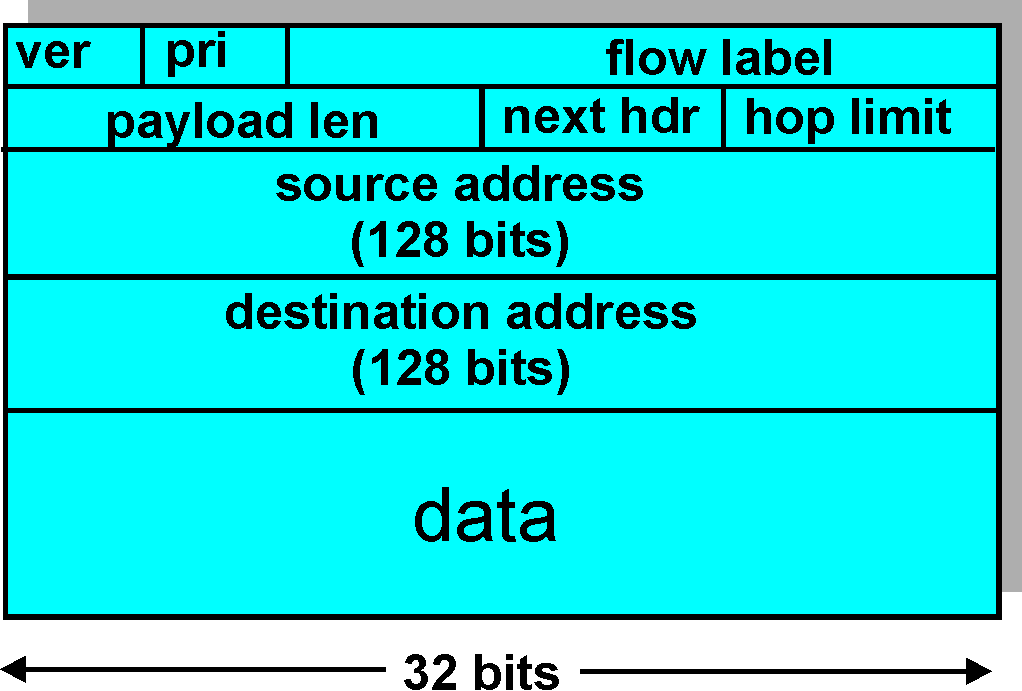 ver pri flow label
payload len next hdr hop limit
source address
(128 bits)
destination address
(128 bits)
data
32 bits